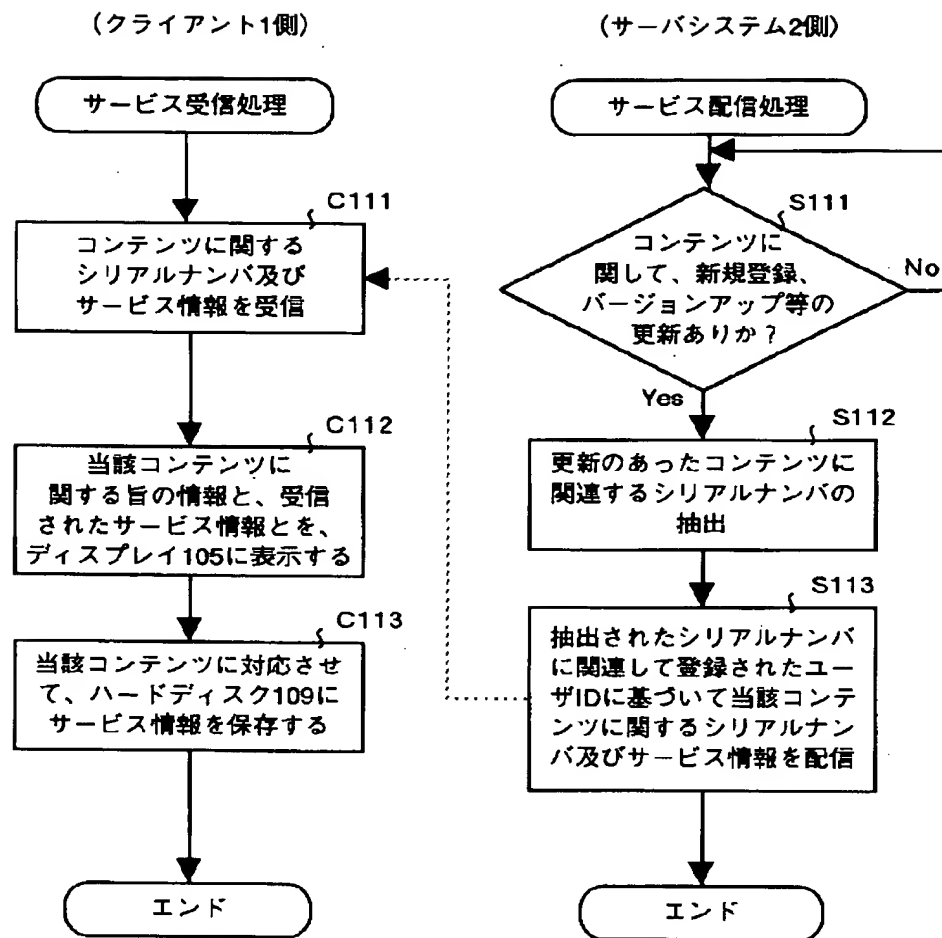 (クライアント1側)
サービス受信処理
C111
コンテンツに関する
シリアルナンバ及び
サービス情報を受信
C112
当該コンテンツに
関する旨の情報と、受信
されたサービス情報とを、
ディスプレイ105に表示する
C113
当該コンテンツに対応させ
て、ハードディスク109に
サービス情報を保存する
エンド
(サーバシステム2側)
サービス配信処理
S111
コンテンツに
関して、新規登録、
バージョンアップ等の
更新ありか?
No
Yes
S112
更新のあったコンテンツに
関連するシリアルナンバの
抽出
S113
抽出されたシリアルナンバ
に関連して登録されたユー
ザIDに基づいて当該コンテ
ンツに関するシリアルナン
バ及びサービス情報を配信
エンド